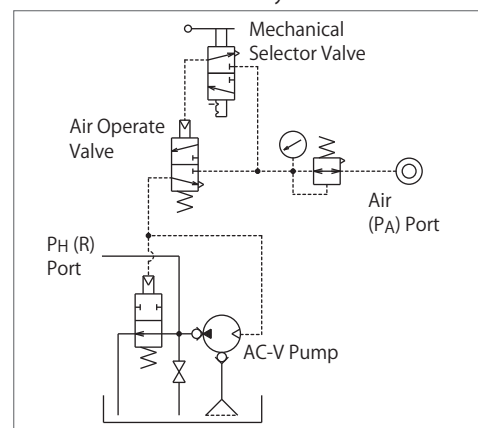 Mechanical
Selector Valve
Air Operate
Valve
Air
(PA) Port
PH (R)
Port
AC-V Pump